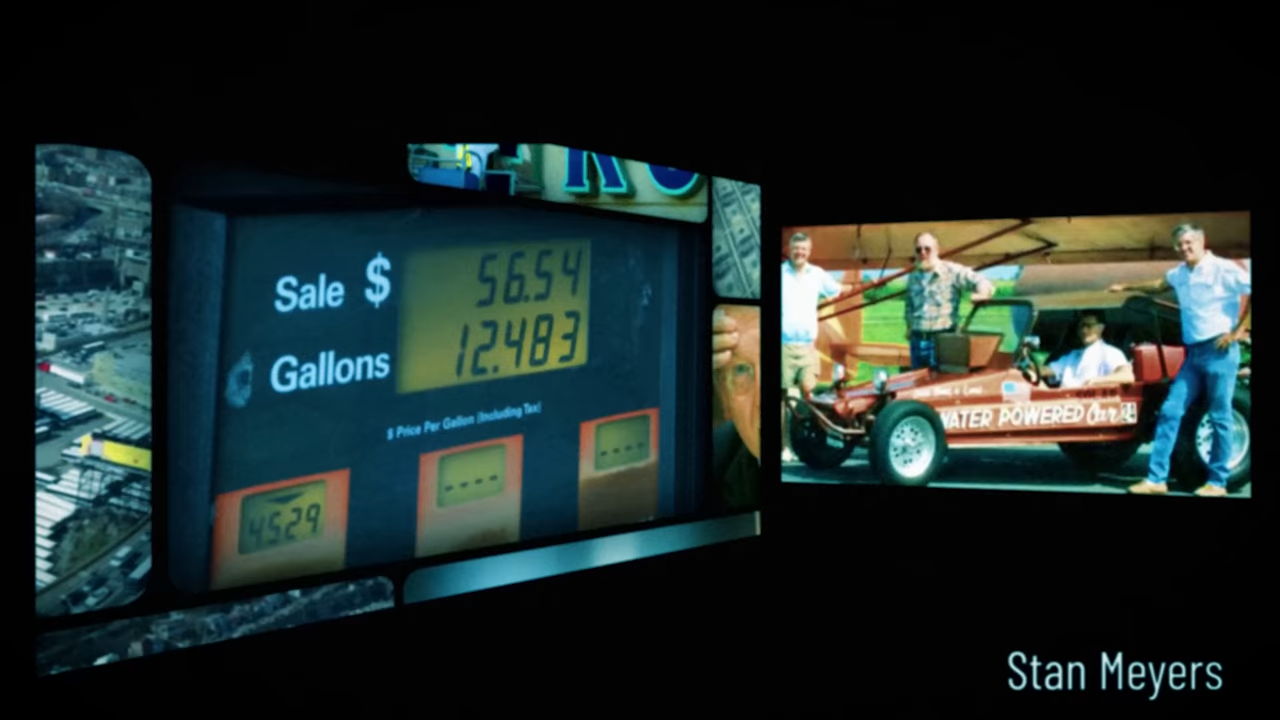 Sale $ 56.54
Gallons 12.483
$ Price Per Gallon (Including Tax)
4.529
----
----
WATER POWERED Car
Stan Meyers